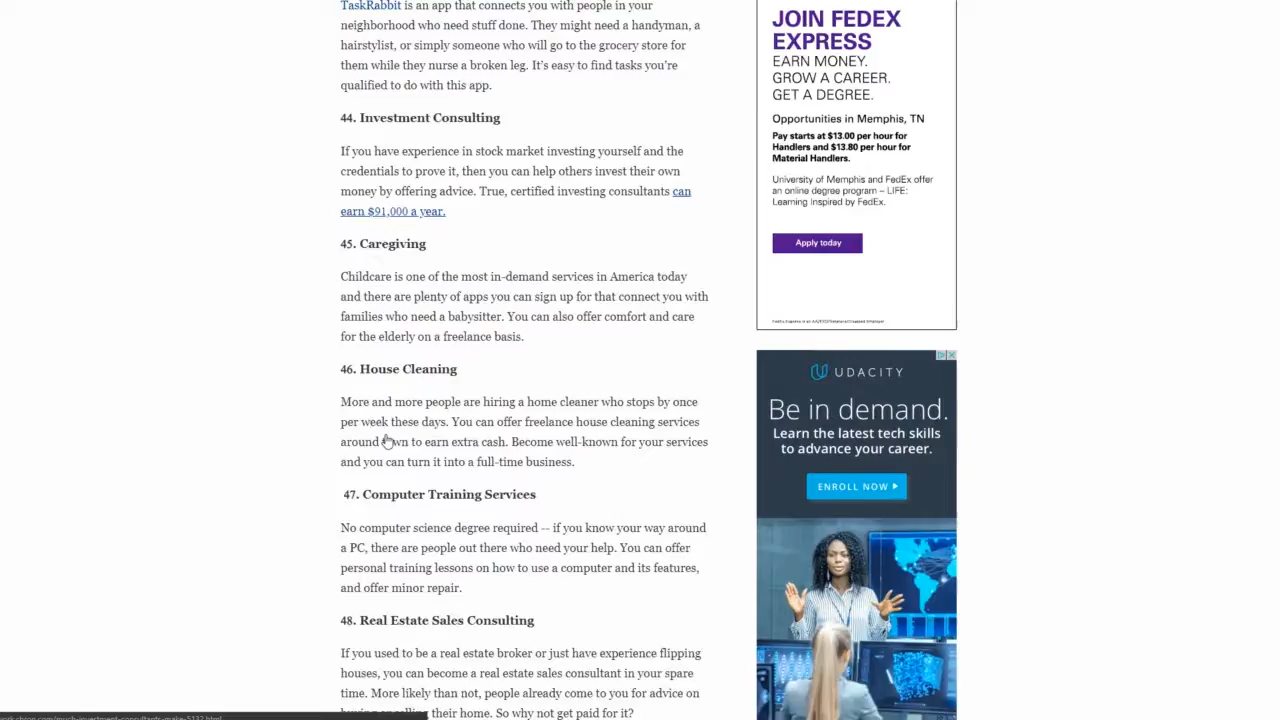 TaskRabbit is an app that connects you with people in your
neighborhood who need stuff done. They might need a handyman, a
hairstylist, or simply someone who will go to the grocery store for
them while they nurse a broken leg. It's easy to find tasks you're
qualified to do with this app.
44. Investment Consulting
If you have experience in stock market investing yourself and the
credentials to prove it, then you can help others invest their own
money by offering advice. True, certified investing consultants can
earn $91,000 a year.
45. Caregiving
Childcare is one of the most in-demand services in America today
and there are plenty of apps you can sign up for that connect you with
families who need a babysitter. You can also offer comfort and care
for the elderly on a freelance basis.
46. House Cleaning
More and more people are hiring a home cleaner who stops by once
per week these days. You can offer freelance house cleaning services
around to earn extra cash. Become well-known for your services
and you can turn it into a full-time business.
47. Computer Training Services
No computer science degree required -- if you know your way around
a PC, there are people out there who need your help. You can offer
personal training lessons on how to use a computer and its features,
and offer minor repair.
48. Real Estate Sales Consulting
If you used to be a real estate broker or just have experience flipping
houses, you can become a real estate sales consultant in your spare
time. More likely than not, people already come to you for advice on
their home. So why not get paid for it?
JOIN FEDEX
EXPRESS
EARN MONEY.
GROW A CAREER.
GET A DEGREE.
Opportunities in Memphis, TN
Pay starts at $13.00 per hour for
Handlers and $13.80 per hour for
Material Handlers.
University of Memphis and FedEx offer
an online degree program – LIFE:
Learning Inspired by FedEx.
Apply today
UDACITY
Be in demand.
Learn the latest tech skills
to advance your career.
ENROLL NOW